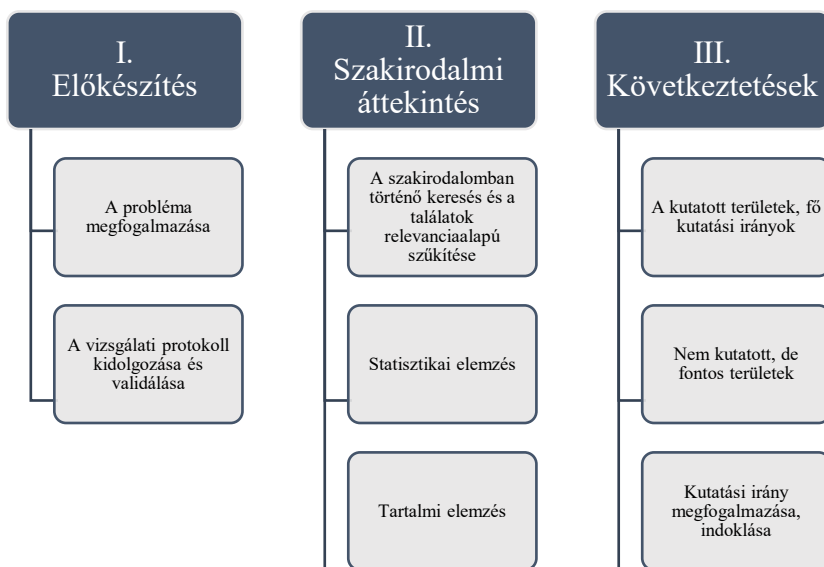 I.
Előkészítés
A probléma
megfogalmazása
A vizsgálati protokoll
kidolgozása és
validálása
II.
Szakirodalmi
áttekintés
A szakirodalomban
történő keresés és a
találatok
relevanciaalapú
szűkítése
Statisztikai elemzés
Tartalmi elemzés
III.
Következtetések
A kutatott területek, fő
kutatási irányok
Nem kutatott, de
fontos területek
Kutatási irány
megfogalmazása,
indoklása